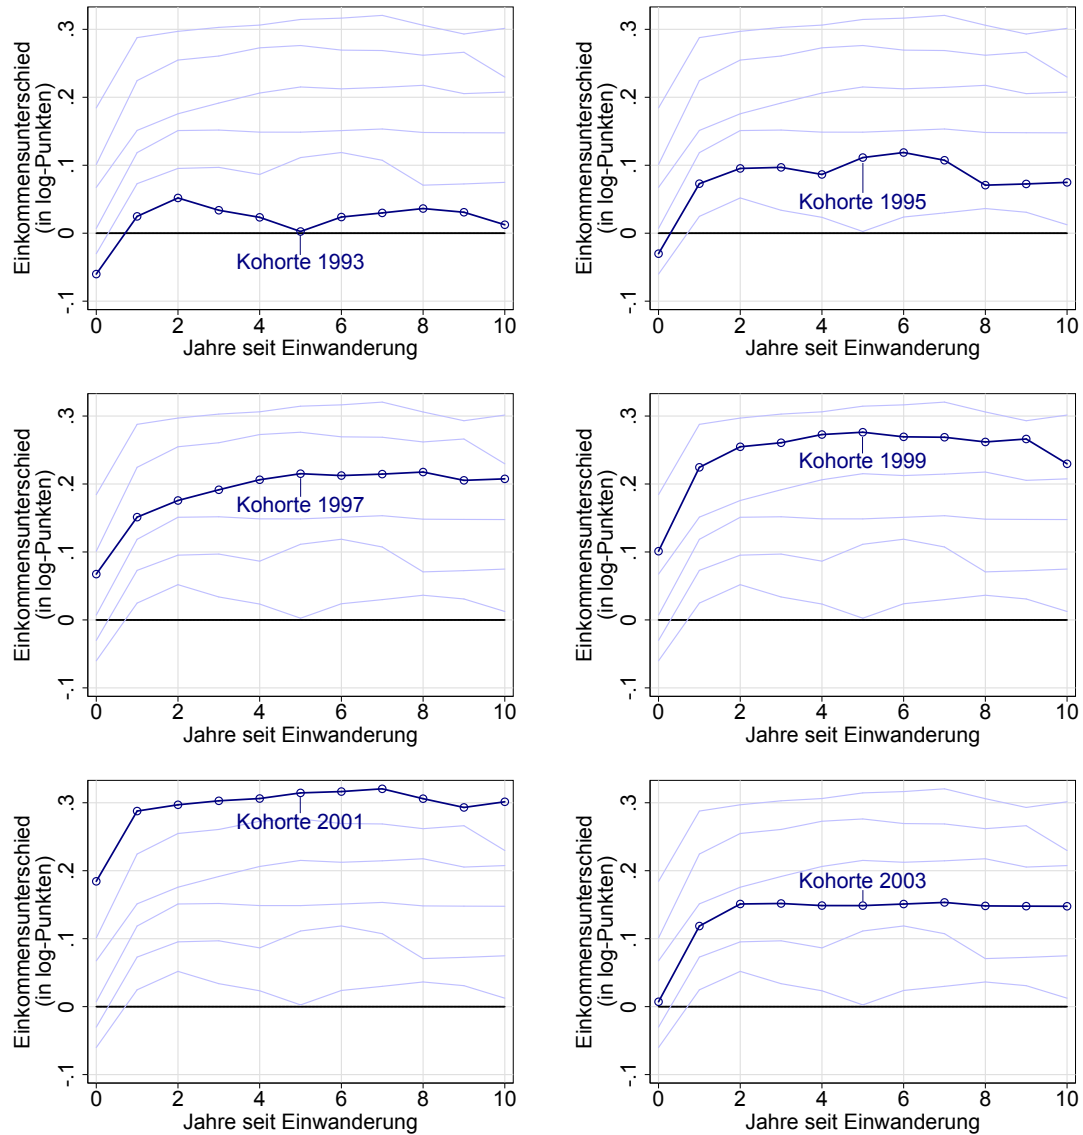 Einkommensunterschied
(in log-Punkten)
.3
.2
.1
0
-.1
Kohorte 1993
0 2 4 6 8 10
Jahre seit Einwanderung
Einkommensunterschied
(in log-Punkten)
.3
.2
.1
0
-.1
Kohorte 1995
0 2 4 6 8 10
Jahre seit Einwanderung
Einkommensunterschied
(in log-Punkten)
.3
.2
.1
0
-.1
Kohorte 1997
0 2 4 6 8 10
Jahre seit Einwanderung
Einkommensunterschied
(in log-Punkten)
.3
.2
.1
0
-.1
Kohorte 1999
0 2 4 6 8 10
Jahre seit Einwanderung
Einkommensunterschied
(in log-Punkten)
.3
.2
.1
0
-.1
Kohorte 2001
0 2 4 6 8 10
Jahre seit Einwanderung
Einkommensunterschied
(in log-Punkten)
.3
.2
.1
0
-.1
Kohorte 2003
0 2 4 6 8 10
Jahre seit Einwanderung